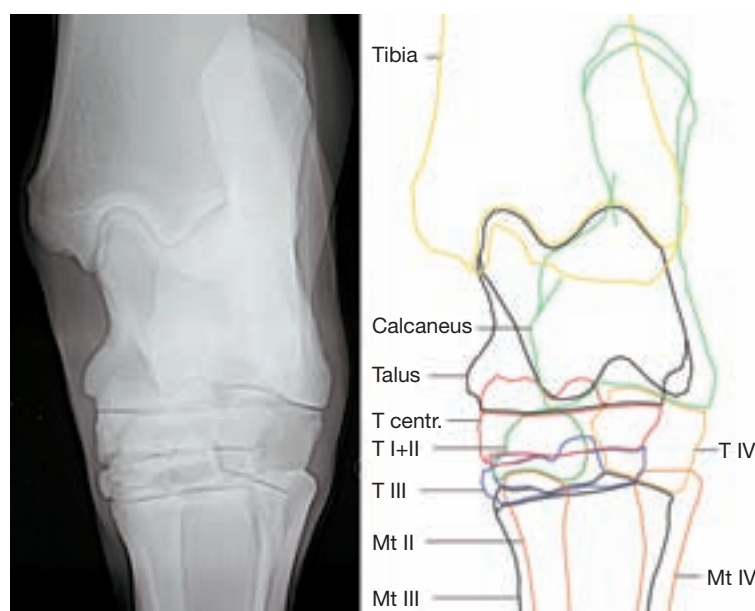 Tibia
Calcaneus
Talus
T centr.
T I+II
T IV
T III
Mt II
Mt IV
Mt III